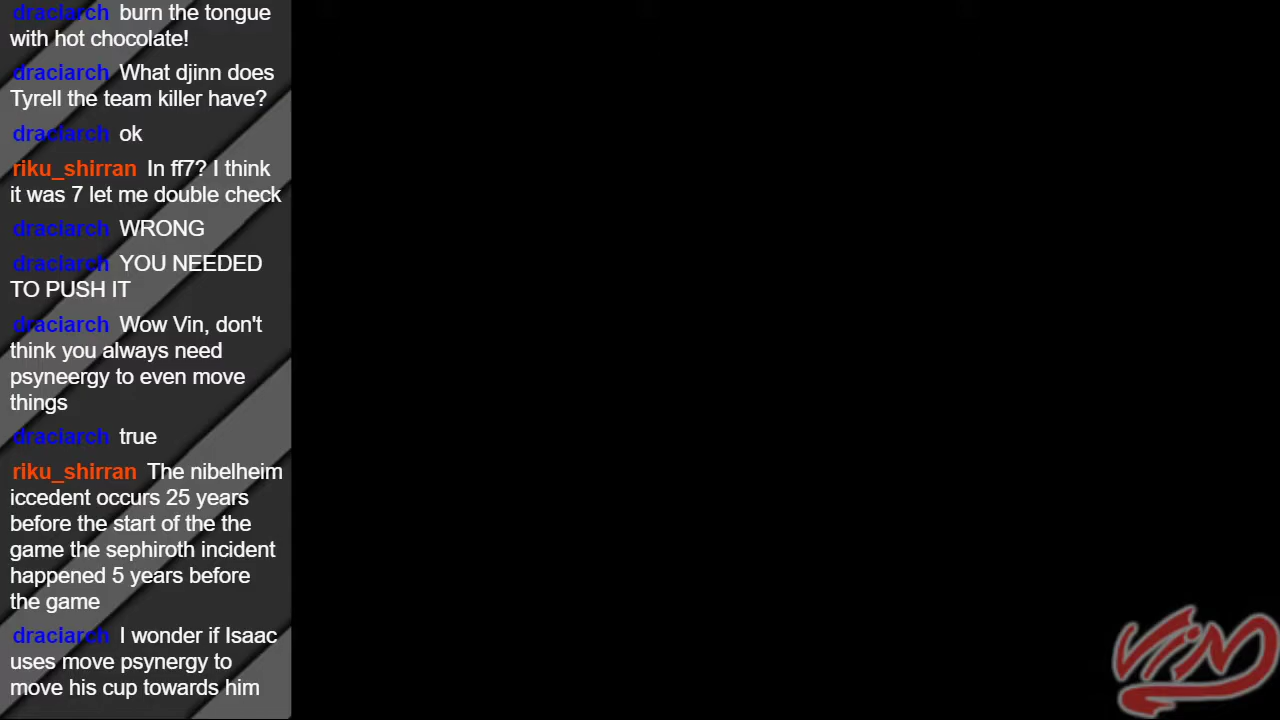 draciarch burn the tongue
with hot chocolate!
draciarch What djinn does
Tyrell the team killer have?
draciarch ok
riku_shirran In ff7? I think
it was 7 let me double check
draciarch WRONG
draciarch YOU NEEDED
TO PUSH IT
draciarch Wow Vin, don't
think you always need
psyneergy to even move
things
draciarch true
riku_shirran The nibelheim
iccedent occurs 25 years
before the start of the the
game the sephiroth incident
happened 5 years before
the game
draciarch I wonder if Isaac
uses move psynergy to
move his cup towards him
Vin